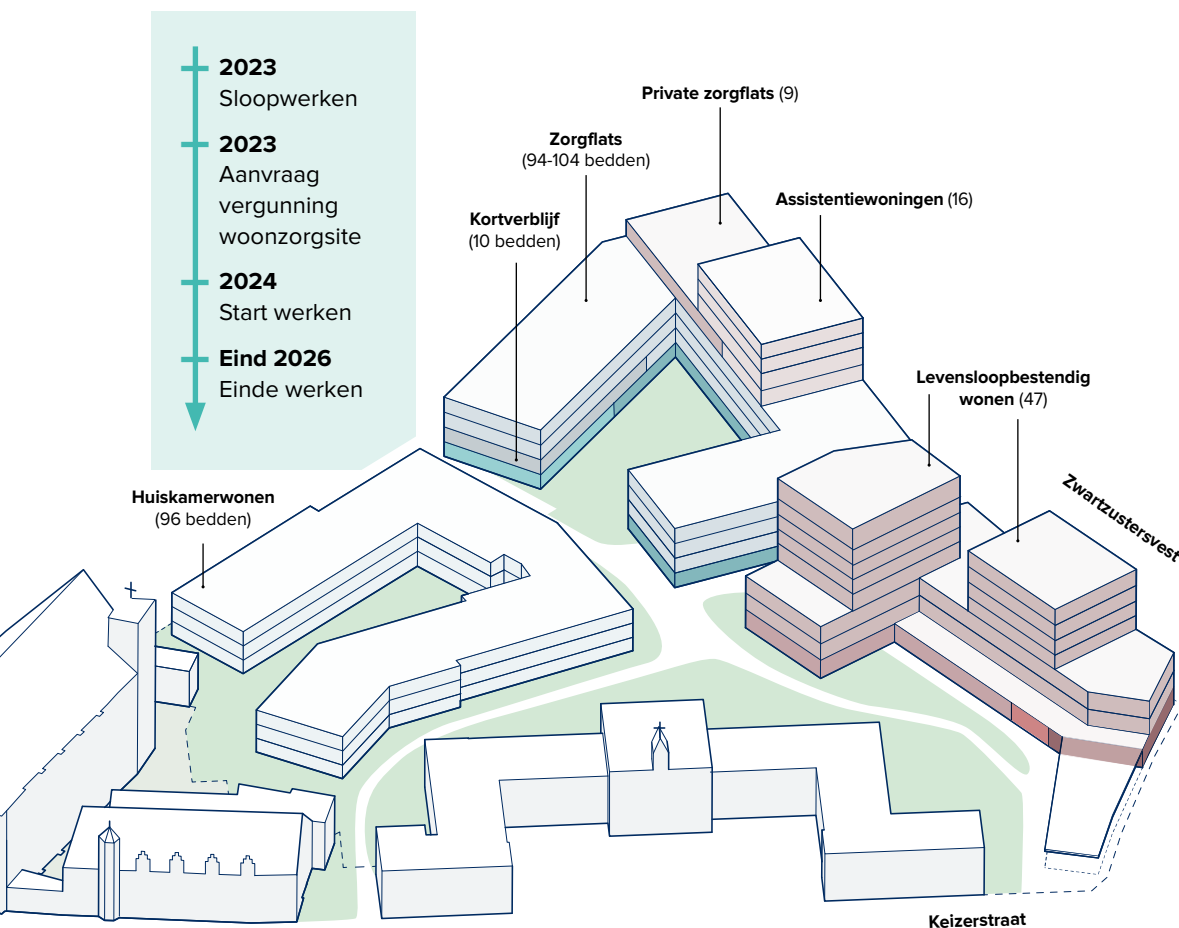 2023
Sloopwerken
2023
Aanvraag
vergunning
woonzorgsite
2024
Start werken
Eind 2026
Einde werken
Private zorgflats (9)
Zorgflats
(94-104 bedden)
Assistentiewoningen (16)
Kortverblijf
(10 bedden)
Levensloopbestendig
wonen (47)
Zwartzustersvest
Huiskamerwonen
(96 bedden)
Keizerstraat